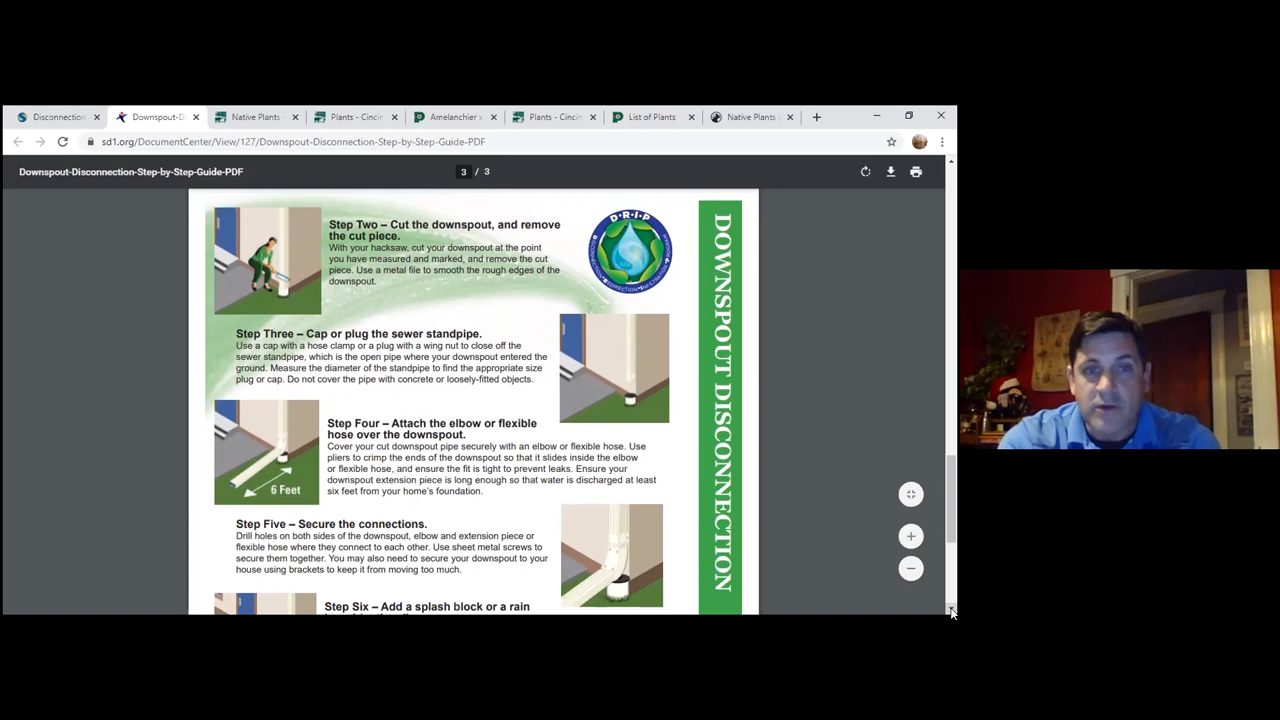 Disconnection
Downspout-D
Native Plants -
Plants - Cincin
Amelanchier x
Plants - Cincin
List of Plants
Native Plants
sd1.org/DocumentCenter/View/127/Downspout-Disconnection-Step-by-Step-Guide-PDF
Downspout-Disconnection-Step-by-Step-Guide-PDF
3 / 3
Step Two – Cut the downspout, and remove
the cut piece.
With your hacksaw, cut your downspout at the point
you have measured and marked, and remove the cut
piece. Use a metal file to smooth the rough edges of the
downspout.
D·R·I·P
DISCONNECTION · REDIRECTION · INFILTRATION · PROGRAM
DOWNSPOUT DISCONNECTION
Step Three – Cap or plug the sewer standpipe.
Use a cap with a hose clamp or a plug with a wing nut to close off the
sewer standpipe, which is the open pipe where your downspout entered the
ground. Measure the diameter of the standpipe to find the appropriate size
plug or cap. Do not cover the pipe with concrete or loosely-fitted objects.
6 Feet
Step Four – Attach the elbow or flexible
hose over the downspout.
Cover your cut downspout pipe securely with an elbow or flexible hose. Use
pliers to crimp the ends of the downspout so that it slides inside the elbow
or flexible hose, and ensure the fit is tight to prevent leaks. Ensure your
downspout extension piece is long enough so that water is discharged at least
six feet from your home's foundation.
Step Five – Secure the connections.
Drill holes on both sides of the downspout, elbow and extension piece or
flexible hose where they connect to each other. Use sheet metal screws to
secure them together. You may also need to secure your downspout to your
house using brackets to keep it from moving too much.
Step Six – Add a splash block or a rain